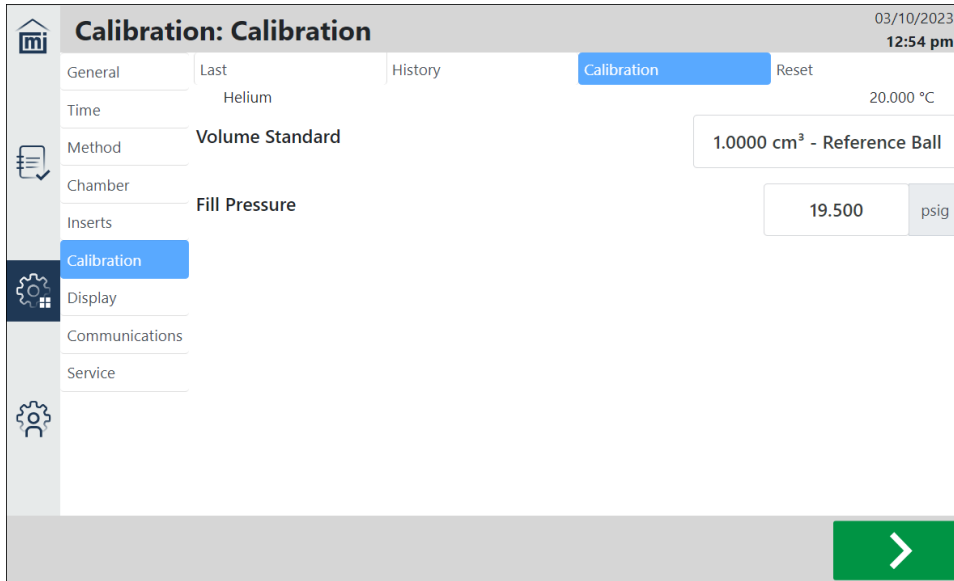 mi
Calibration: Calibration
03/10/2023
12:54 pm
General
Time
Method
Chamber
Inserts
Calibration
Display
Communications
Service
Last
History
Calibration
Reset
Helium
20.000 °C
Volume Standard
1.0000 cm³ - Reference Ball
Fill Pressure
19.500
psig